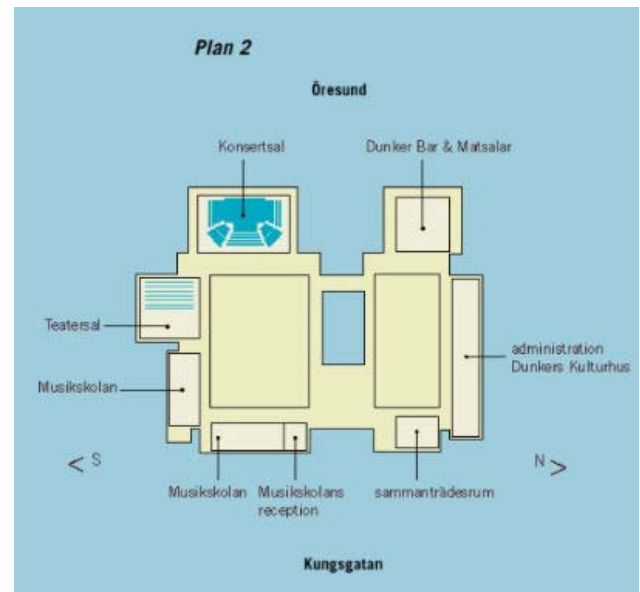 Plan 2
Öresund
Konsertsal
Dunker Bar & Matsalar
Teatersal
administration
Dunkers Kulturhus
Musikskolan
< S
N >
Musikskolan
Musikskolans
reception
sammanträdesrum
Kungsgatan